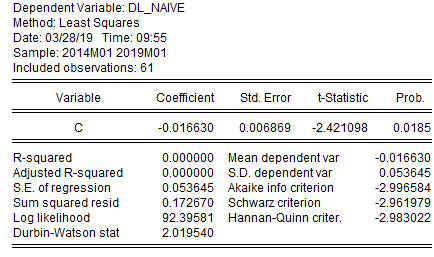 Dependent Variable: DL_NAIVE
Method: Least Squares
Date: 03/28/19 Time: 09:55
Sample: 2014M01 2019M01
Included observations: 61
Variable Coefficient Std. Error t-Statistic Prob.
C -0.016630 0.006869 -2.421098 0.0185
R-squared 0.000000 Mean dependent var -0.016630
Adjusted R-squared 0.000000 S.D. dependent var 0.053645
S.E. of regression 0.053645 Akaike info criterion -2.996584
Sum squared resid 0.172670 Schwarz criterion -2.961979
Log likelihood 92.39581 Hannan-Quinn criter. -2.983022
Durbin-Watson stat 2.019540